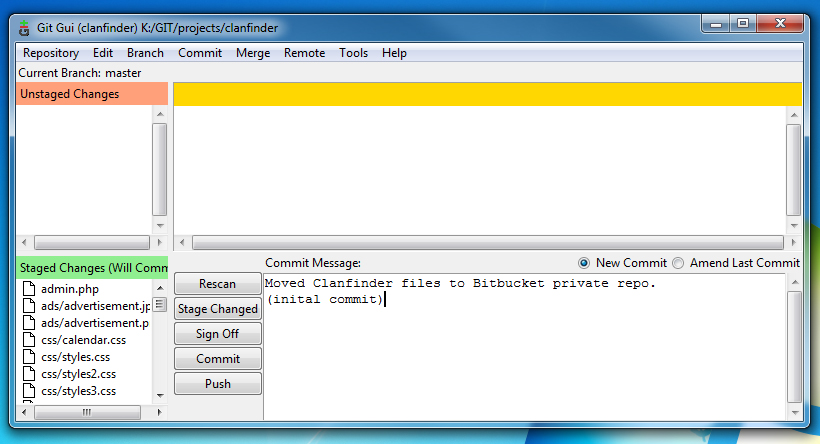 Git Gui (clanfinder) K:/GIT/projects/clanfinder
Repository Edit Branch Commit Merge Remote Tools Help
Current Branch: master
Unstaged Changes
Staged Changes (Will Comm
admin.php
ads/advertisement.jp
ads/advertisement.p
css/calendar.css
css/styles.css
css/styles2.css
css/styles3.css
Rescan
Stage Changed
Sign Off
Commit
Push
Commit Message:
New Commit
Amend Last Commit
Moved Clanfinder files to Bitbucket private repo.
(inital commit)